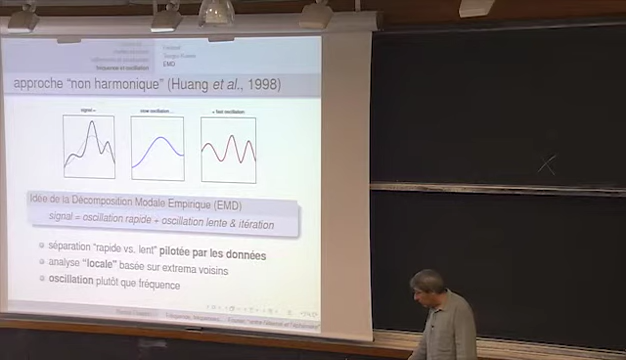 EMD
approche "non harmonique" (Huang et al., 1998)
signal =
slow oscillation...
+ fast oscillation
Idée de la Décomposition Modale Empirique (EMD)
signal = oscillation rapide + oscillation lente & itération
séparation "rapide vs. lent" pilotée par les données
analyse "locale" basée sur extrema voisins
oscillation plutôt que fréquence